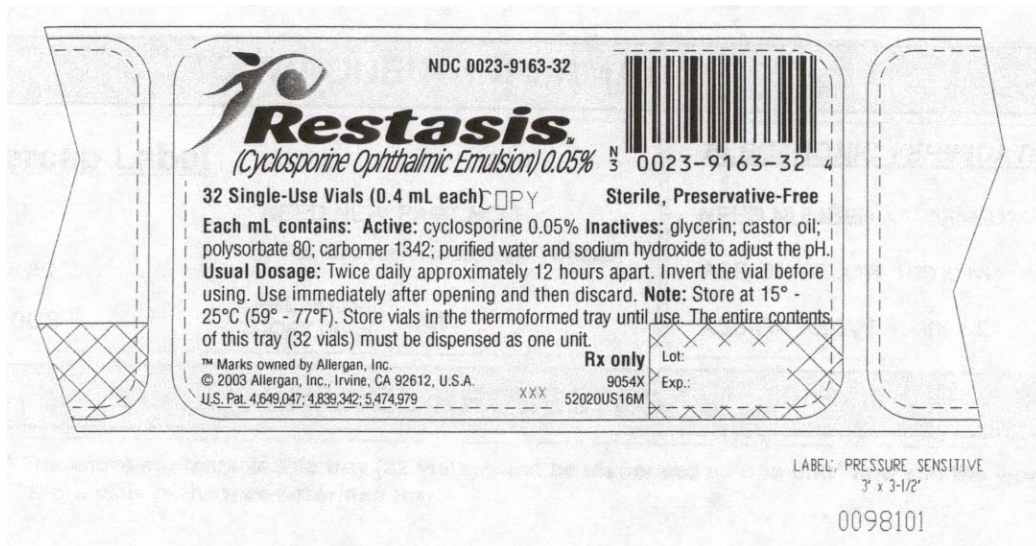 NDC 0023-9163-32
Restasis™
(Cyclosporine Ophthalmic Emulsion) 0.05%
N
3 0023-9163-32 4
32 Single-Use Vials (0.4 mL each) COPY Sterile, Preservative-Free
Each mL contains: Active: cyclosporine 0.05% Inactives: glycerin; castor oil;
polysorbate 80; carbomer 1342; purified water and sodium hydroxide to adjust the pH.
Usual Dosage: Twice daily approximately 12 hours apart. Invert the vial before
using. Use immediately after opening and then discard. Note: Store at 15° -
25°C (59° - 77°F). Store vials in the thermoformed tray until use. The entire contents
of this tray (32 vials) must be dispensed as one unit.
Rx only
™ Marks owned by Allergan, Inc.
© 2003 Allergan, Inc., Irvine, CA 92612, U.S.A.
U.S. Pat. 4,649,047; 4,839,342; 5,474,979
XXX
9054X
52020US16M
Lot:
Exp.:
LABEL, PRESSURE SENSITIVE
3" x 3-1/2"
0098101